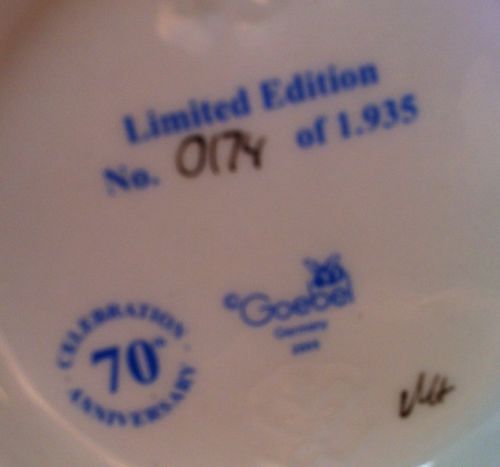 Limited Edition
No. 0174 of 1.935
CELEBRATION
70th
ANNIVERSARY
©Goebel
Germany